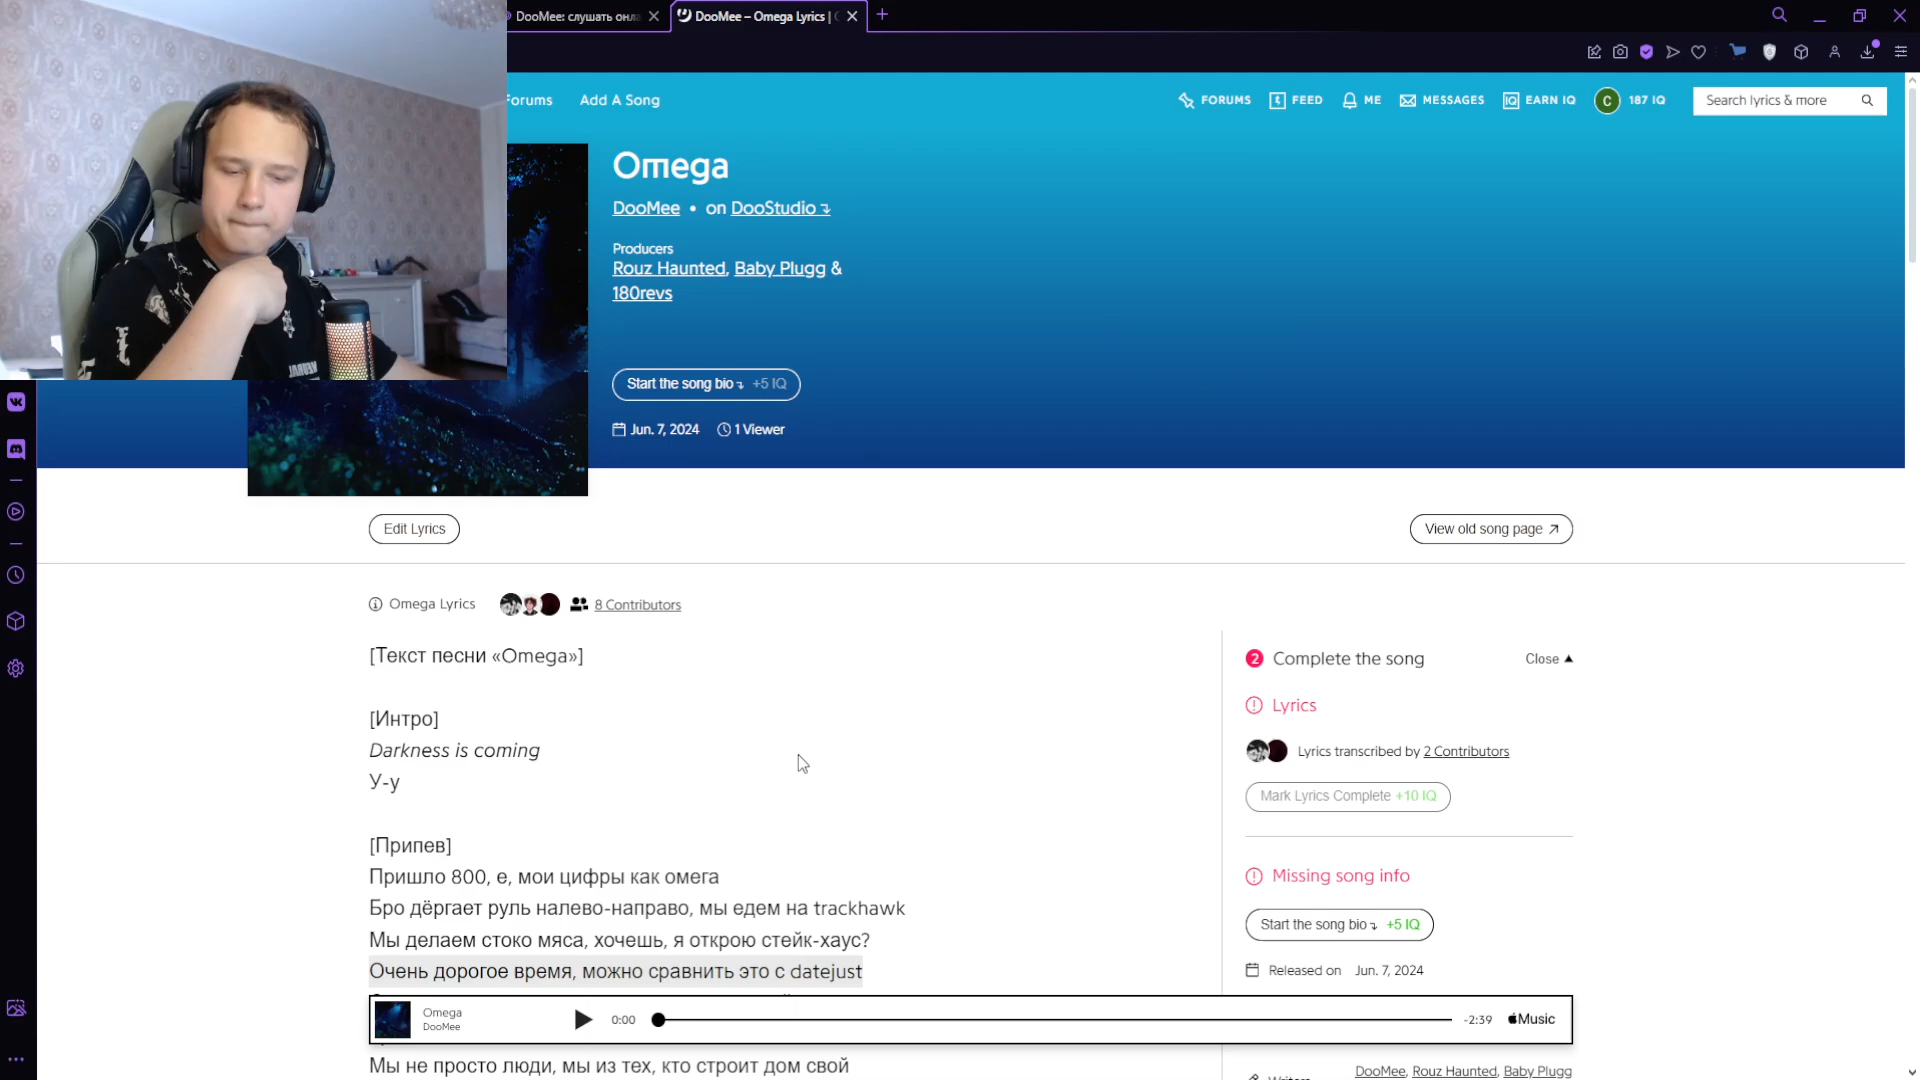 DooMee: слушать онла
DooMee – Omega Lyrics |
Forums
Add A Song
FORUMS
FEED
ME
MESSAGES
EARN IQ
C
187 IQ
Search lyrics & more
Omega
DooMee • on DooStudio
Producers
Rouz Haunted, Baby Plugg &
180revs
Start the song bio +5 IQ
Jun. 7, 2024
1 Viewer
Edit Lyrics
View old song page
Omega Lyrics
8 Contributors
[Текст песни «Omega»]
[Интро]
Darkness is coming
У-у
[Припев]
Пришло 800, е, мои цифры как омега
Бро дёргает руль налево-направо, мы едем на trackhawk
Мы делаем стоко мяса, хочешь, я открою стейк-хаус?
Очень дорогое время, можно сравнить это с datejust
Мы не просто люди, мы из тех, кто строит дом свой
2 Complete the song
Close
Lyrics
Lyrics transcribed by 2 Contributors
Mark Lyrics Complete +10 IQ
Missing song info
Start the song bio +5 IQ
Released on Jun. 7, 2024
Writers
DooMee, Rouz Haunted, Baby Plugg
Omega
DooMee
0:00
-2:39
Music